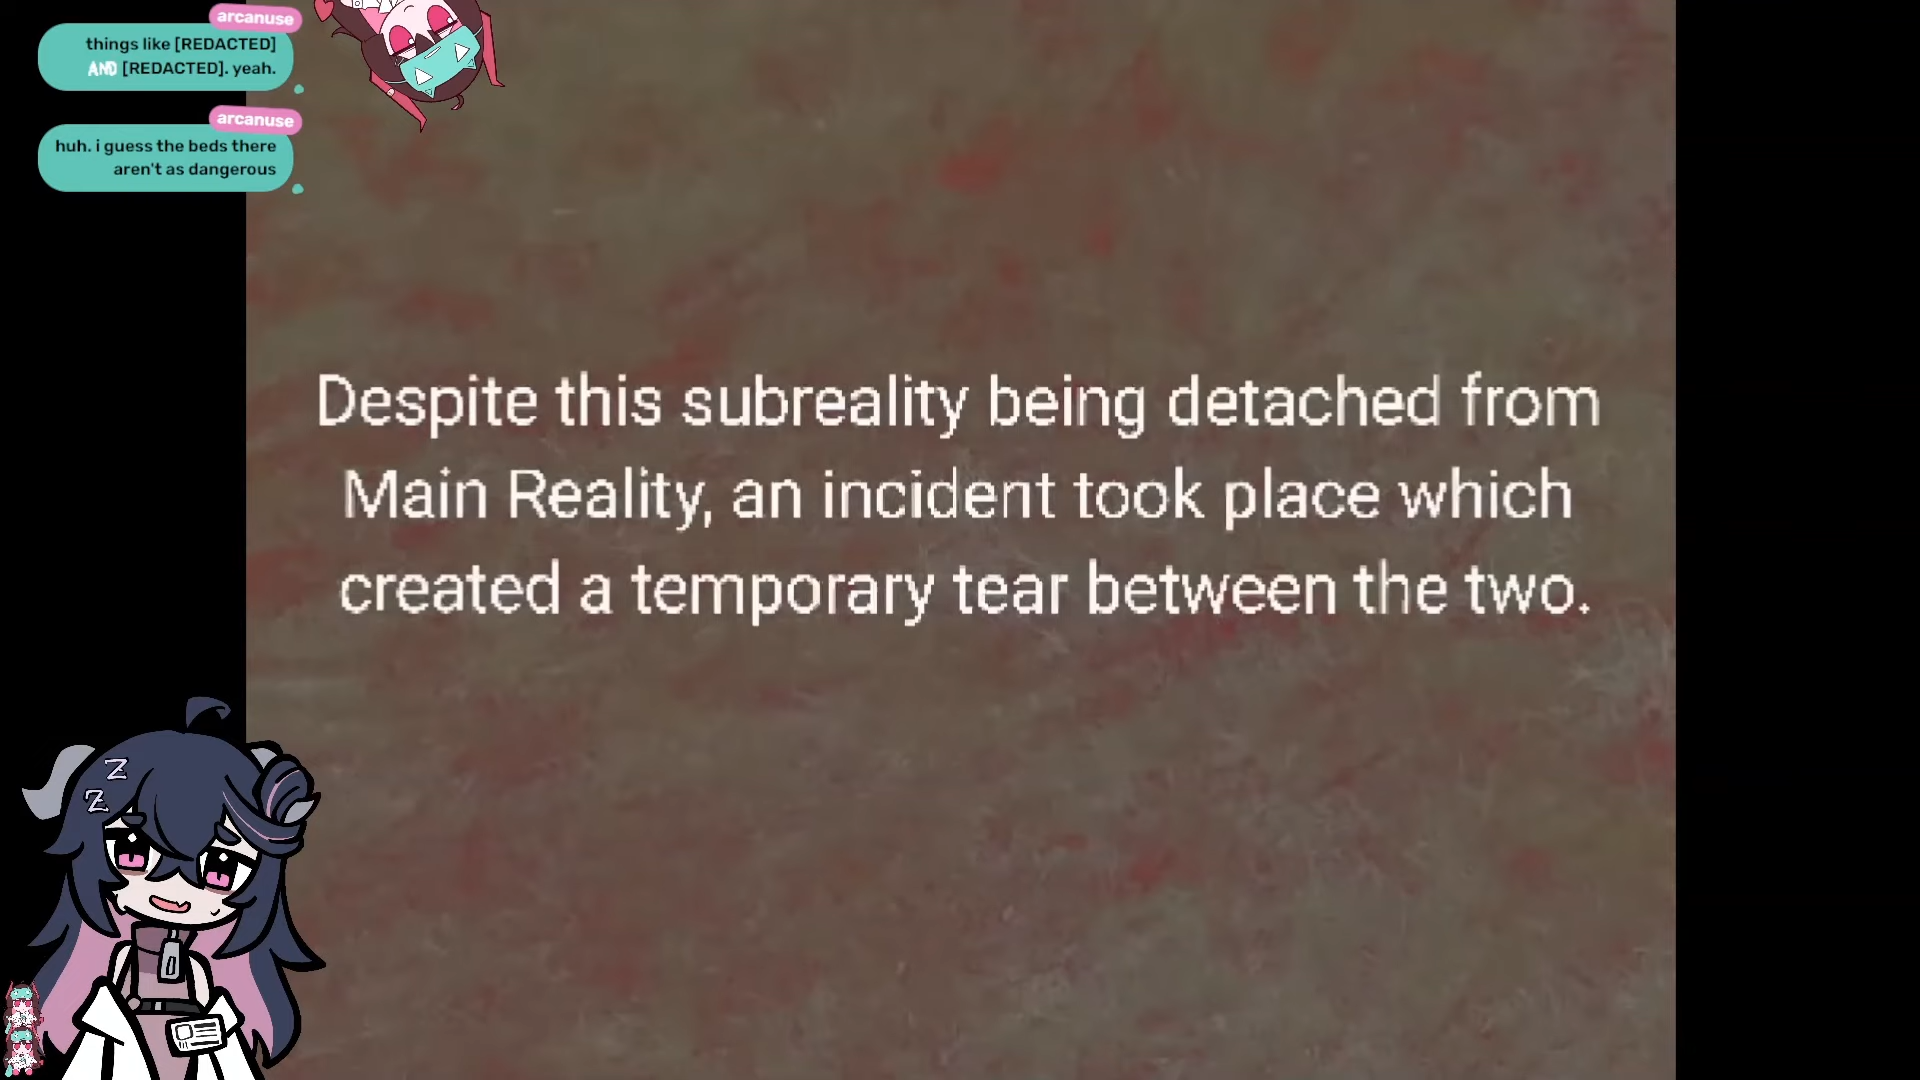 arcanuse
things like [REDACTED]
AND [REDACTED]. yeah.
arcanuse
huh. i guess the beds there
aren't as dangerous
Despite this subreality being detached from
Main Reality, an incident took place which
created a temporary tear between the two.
Z
Z